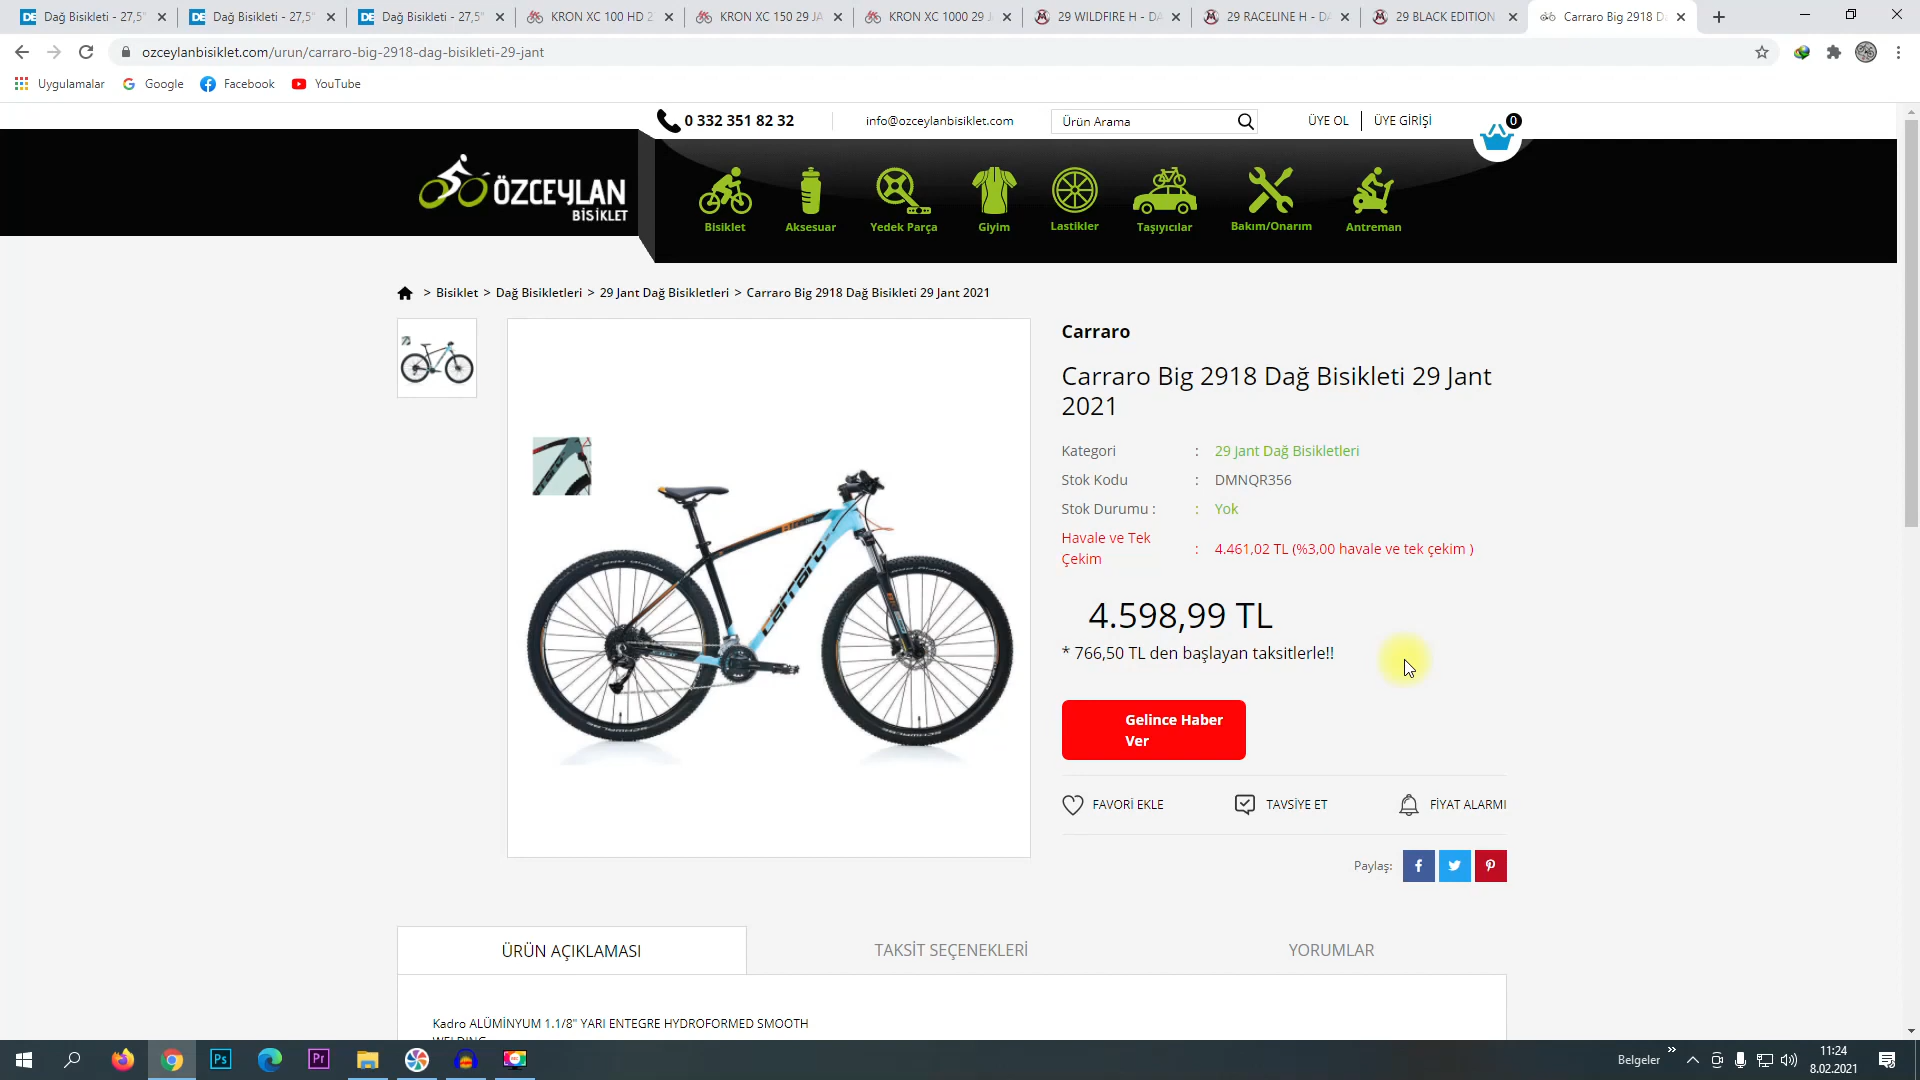 Dağ Bisikleti - 27,5"
Dağ Bisikleti - 27,5"
Dağ Bisikleti - 27,5"
KRON XC 100 HD 2
KRON XC 150 29 JA
KRON XC 1000 29 J
29 WILDFIRE H - DA
29 RACELINE H - DA
29 BLACK EDITION
Carraro Big 2918 D
ozceylanbisiklet.com/urun/carraro-big-2918-dag-bisikleti-29-jant
Uygulamalar
Google
Facebook
YouTube
0 332 351 82 32
info@ozceylanbisiklet.com
Ürün Arama
ÜYE OL
ÜYE GİRİŞİ
0
ÖZCEYLAN
BİSİKLET
Bisiklet
Aksesuar
Yedek Parça
Giyim
Lastikler
Taşıyıcılar
Bakım/Onarım
Antreman
> Bisiklet > Dağ Bisikletleri > 29 Jant Dağ Bisikletleri > Carraro Big 2918 Dağ Bisikleti 29 Jant 2021
Carraro
Carraro Big 2918 Dağ Bisikleti 29 Jant
2021
Kategori : 29 Jant Dağ Bisikletleri
Stok Kodu : DMNQR356
Stok Durumu : : Yok
Havale ve Tek
Çekim : 4.461,02 TL (%3,00 havale ve tek çekim )
4.598,99 TL
* 766,50 TL den başlayan taksitlerle!!
Gelince Haber
Ver
FAVORİ EKLE
TAVSİYE ET
FİYAT ALARMI
Paylaş:
carraro
ÜRÜN AÇIKLAMASI
TAKSİT SEÇENEKLERİ
YORUMLAR
Kadro ALÜMİNYUM 1.1/8" YARI ENTEGRE HYDROFORMED SMOOTH
WELDING
Belgeler
11:24
8.02.2021